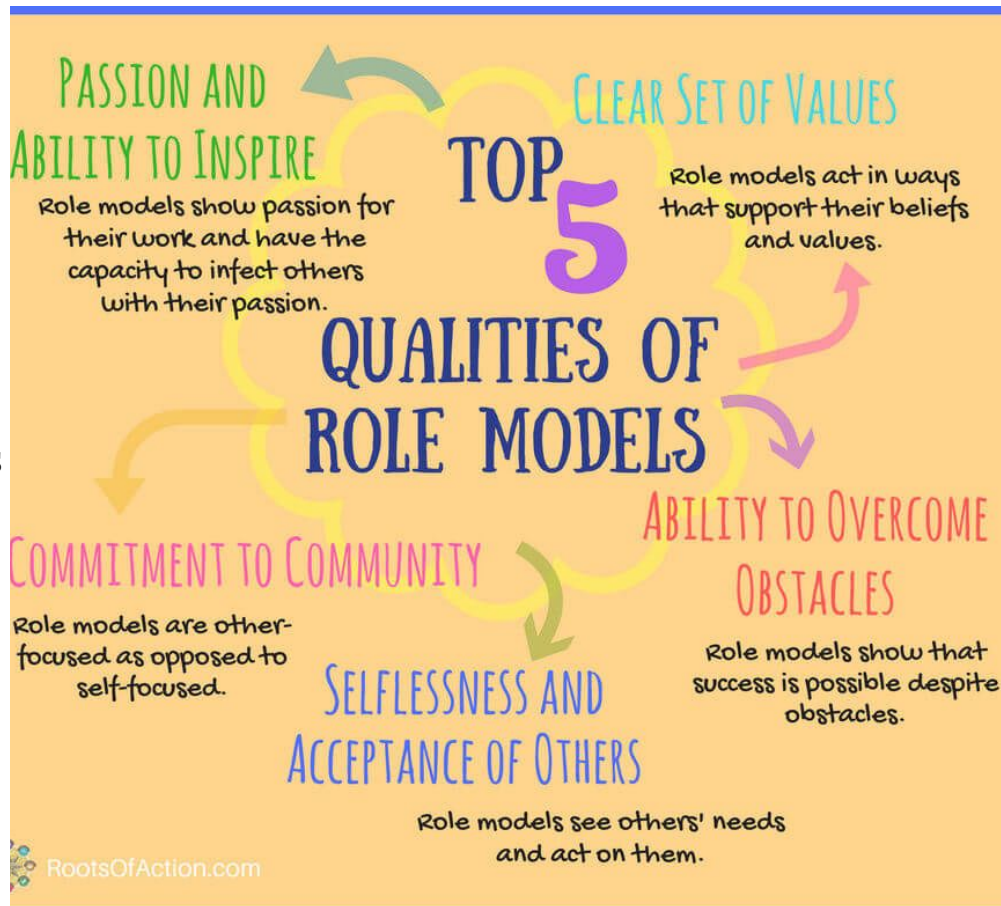 TOP 5
QUALITIES OF
ROLE MODELS
PASSION AND
ABILITY TO INSPIRE
Role models show passion for
their work and have the
capacity to infect others
with their passion.
CLEAR SET OF VALUES
Role models act in ways
that support their beliefs
and values.
ABILITY TO OVERCOME
OBSTACLES
Role models show that
success is possible despite
obstacles.
SELFLESSNESS AND
ACCEPTANCE OF OTHERS
Role models see others' needs
and act on them.
COMMITMENT TO COMMUNITY
Role models are other-
focused as opposed to
self-focused.
RootsOfAction.com